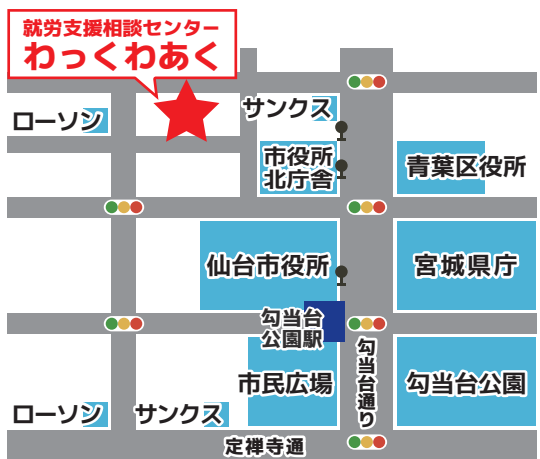 就労支援相談センター
わっくわあく
サンクス
ローソン
市役所
北庁舎
青葉区役所
仙台市役所
宮城県庁
勾当台
公園駅
勾当台通り
市民広場
勾当台公園
ローソン
サンクス
定禅寺通